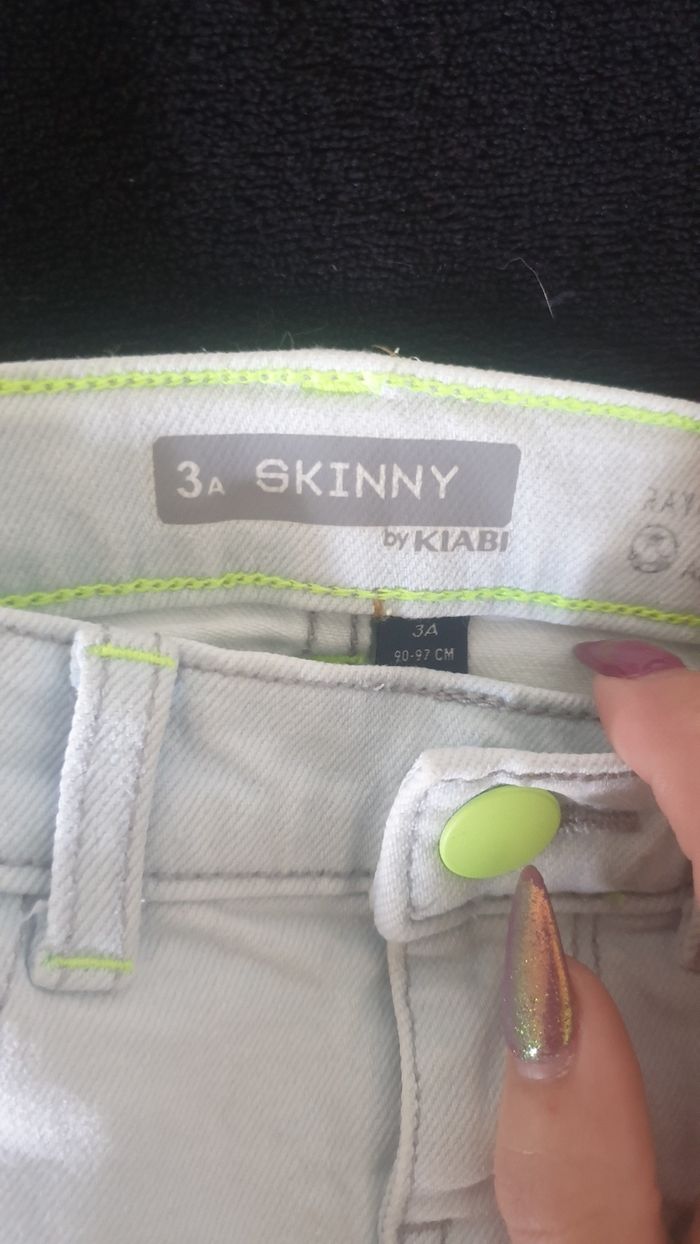 3A SKINNY
by KIABI
3A
90-97 CM